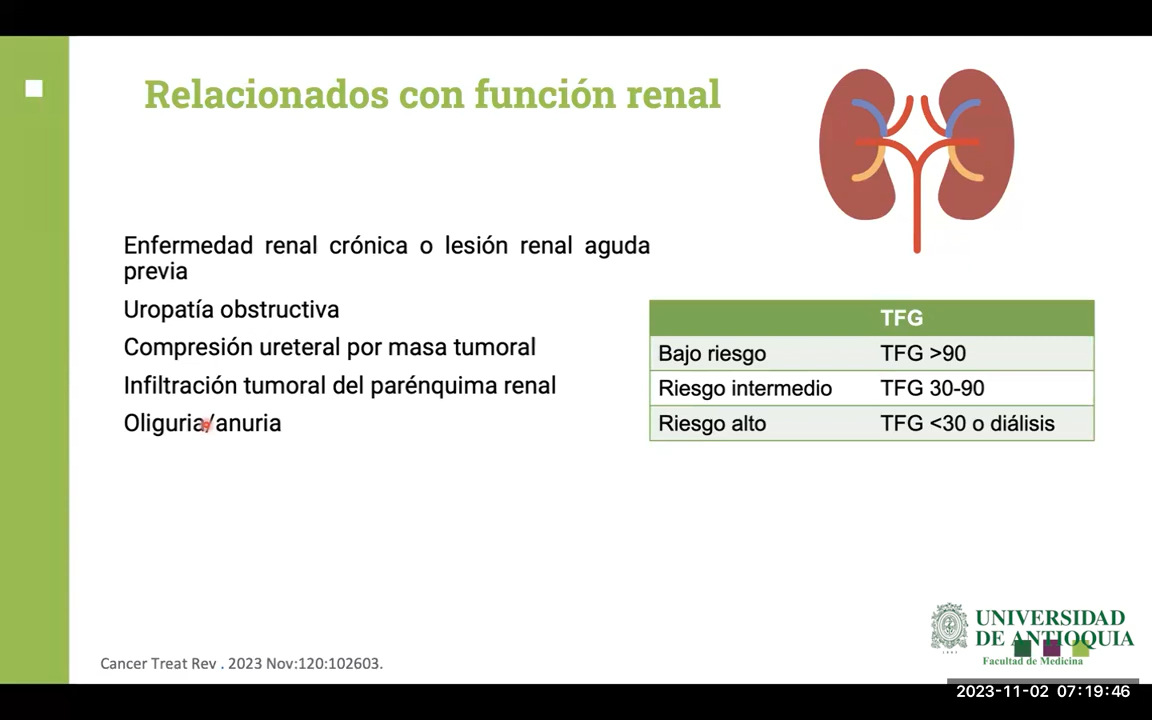 Relacionados con función renal
Enfermedad renal crónica o lesión renal aguda
previa
Uropatía obstructiva
Compresión ureteral por masa tumoral
Infiltración tumoral del parénquima renal
Oliguria/anuria
TFG
Bajo riesgo TFG >90
Riesgo intermedio TFG 30-90
Riesgo alto TFG <30 o diálisis
Cancer Treat Rev . 2023 Nov:120:102603.
UNIVERSIDAD
DE ANTIOQUIA
Facultad de Medicina
2023-11-02 07:19:46